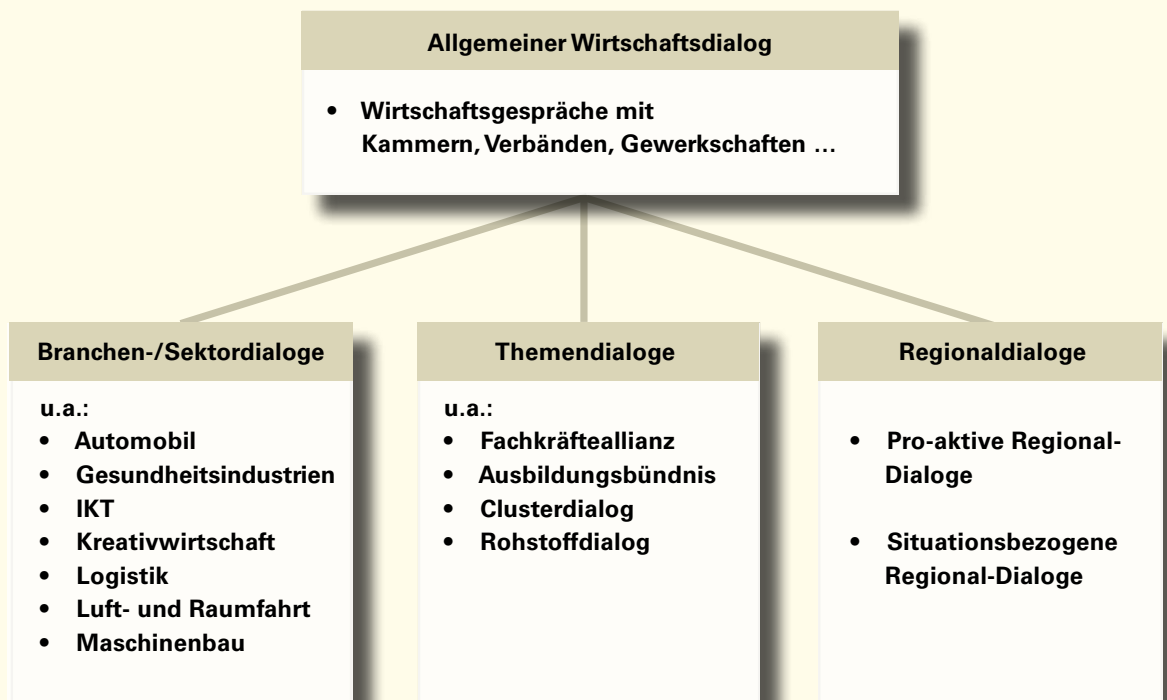 Allgemeiner Wirtschaftsdialog
• Wirtschaftsgespräche mit
Kammern, Verbänden, Gewerkschaften …
Branchen-/Sektordialoge
u.a.:
• Automobil
• Gesundheitsindustrien
• IKT
• Kreativwirtschaft
• Logistik
• Luft- und Raumfahrt
• Maschinenbau
Themendialoge
u.a.:
• Fachkräfteallianz
• Ausbildungsbündnis
• Clusterdialog
• Rohstoffdialog
Regionaldialoge
• Pro-aktive Regional-
Dialoge
• Situationsbezogene
Regional-Dialoge